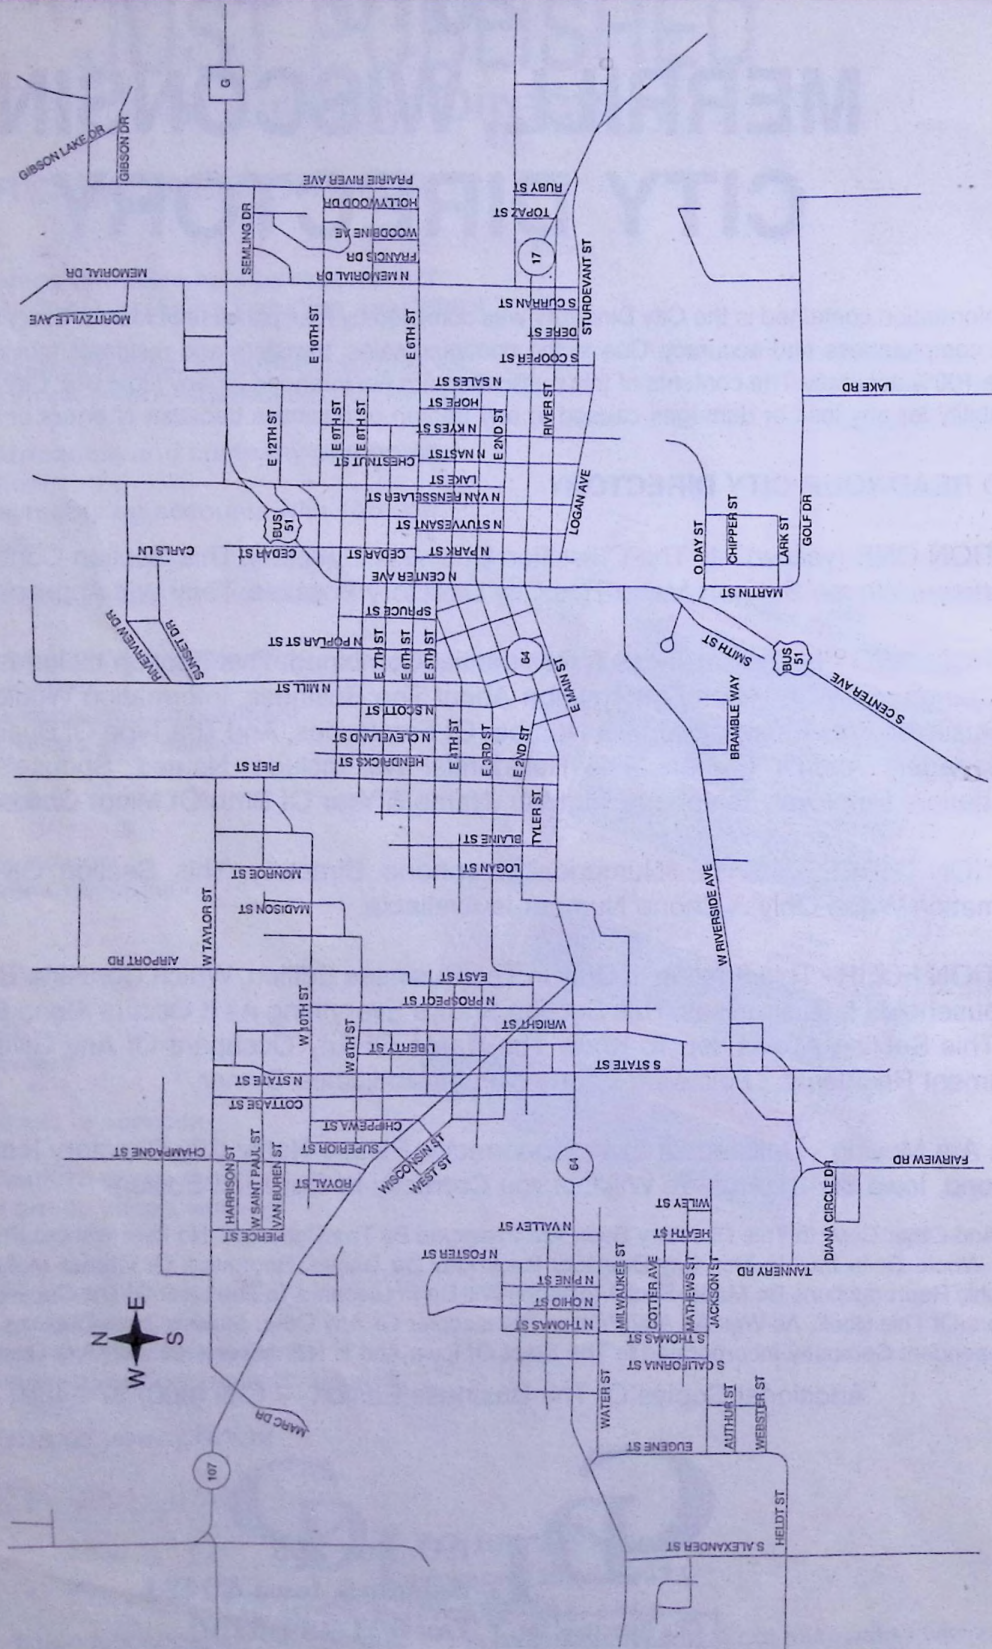 MERRILL, WISCONSIN
CITY DIRECTORY
G
GIBSON LAKE DR
GIBSON DR
PRAIRIE RIVER AVE
HOLLYWOOD DR
WOODBINE AE
FRANCIS DR
N MEMORIAL DR
SEMLING DR
MEMORIAL DR
MORITZVILLE AVE
RUBY ST
TOPAZ ST
17
STURDEVANT ST
S CURRAN ST
DERE ST
S COOPER ST
E 10TH ST
E 6TH ST
N SALES ST
HOPE ST
N KYES ST
N NAST ST
CHESTNUT ST
LAKE ST
N VAN RENSSELAER ST
N STUYVESANT ST
N PARK ST
CEDAR ST
CEDAR ST
N CENTER AVE
E 12TH ST
E 9TH ST
E 8TH ST
E 2ND ST
RIVER ST
LOGAN AVE
BUS 51
LAKE RD
GOLF DR
O DAY ST
CHIPPER ST
LARK ST
MARTIN ST
SMITH ST
BUS 51
S CENTER AVE
BRAMBLE WAY
CARLS LN
RIVERVIEW DR
SUNSET DR
SPRUCE ST
N POPLAR ST
E 7TH ST
E 6TH ST
E 5TH ST
64
E MAIN ST
N MILL ST
N SCOTT ST
N CLEVELAND ST
HENDRICKS ST
E 4TH ST
E 3RD ST
E 2ND ST
PIER ST
TYLER ST
BLAINE ST
LOGAN ST
MONROE ST
MADISON ST
W TAYLOR ST
AIRPORT RD
W RIVERSIDE AVE
EAST ST
N PROSPECT ST
WRIGHT ST
W 10TH ST
W 8TH ST
LIBERTY ST
N STATE ST
S STATE ST
COTTAGE ST
CHIPPEWA ST
SUPERIOR ST
CHAMPAGNE ST
HARRISON ST
W SAINT PAUL ST
VAN BUREN ST
ROYAL ST
WISCONSIN ST
WEST ST
64
FAIRVIEW RD
PIERCE ST
N VALLEY ST
N FOSTER ST
N PINE ST
N OHIO ST
N THOMAS ST
WILEY ST
HEATH ST
MILWAUKEE ST
COTTER AVE
MATHEWS ST
JACKSON ST
DIANA CIRCLE DR
TANNERY RD
S THOMAS ST
S CALIFORNIA ST
N
E
S
W
MARC DR
107
WATER ST
AUTHUR ST
WEBSTER ST
EUGENE ST
HELDT ST
S ALEXANDER ST